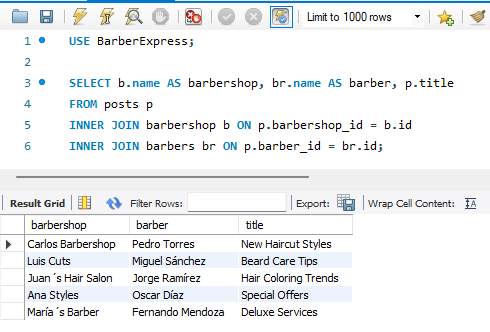 Limit to 1000 rows
1 USE BarberExpress;
2
3 SELECT b.name AS barbershop, br.name AS barber, p.title
4 FROM posts p
5 INNER JOIN barbershop b ON p.barbershop_id = b.id
6 INNER JOIN barbers br ON p.barber_id = br.id;
Result Grid Filter Rows: Export: Wrap Cell Content:
barbershop barber title
Carlos Barbershop Pedro Torres New Haircut Styles
Luis Cuts Miguel Sánchez Beard Care Tips
Juan´s Hair Salon Jorge Ramírez Hair Coloring Trends
Ana Styles Oscar Díaz Special Offers
María´s Barber Fernando Mendoza Deluxe Services